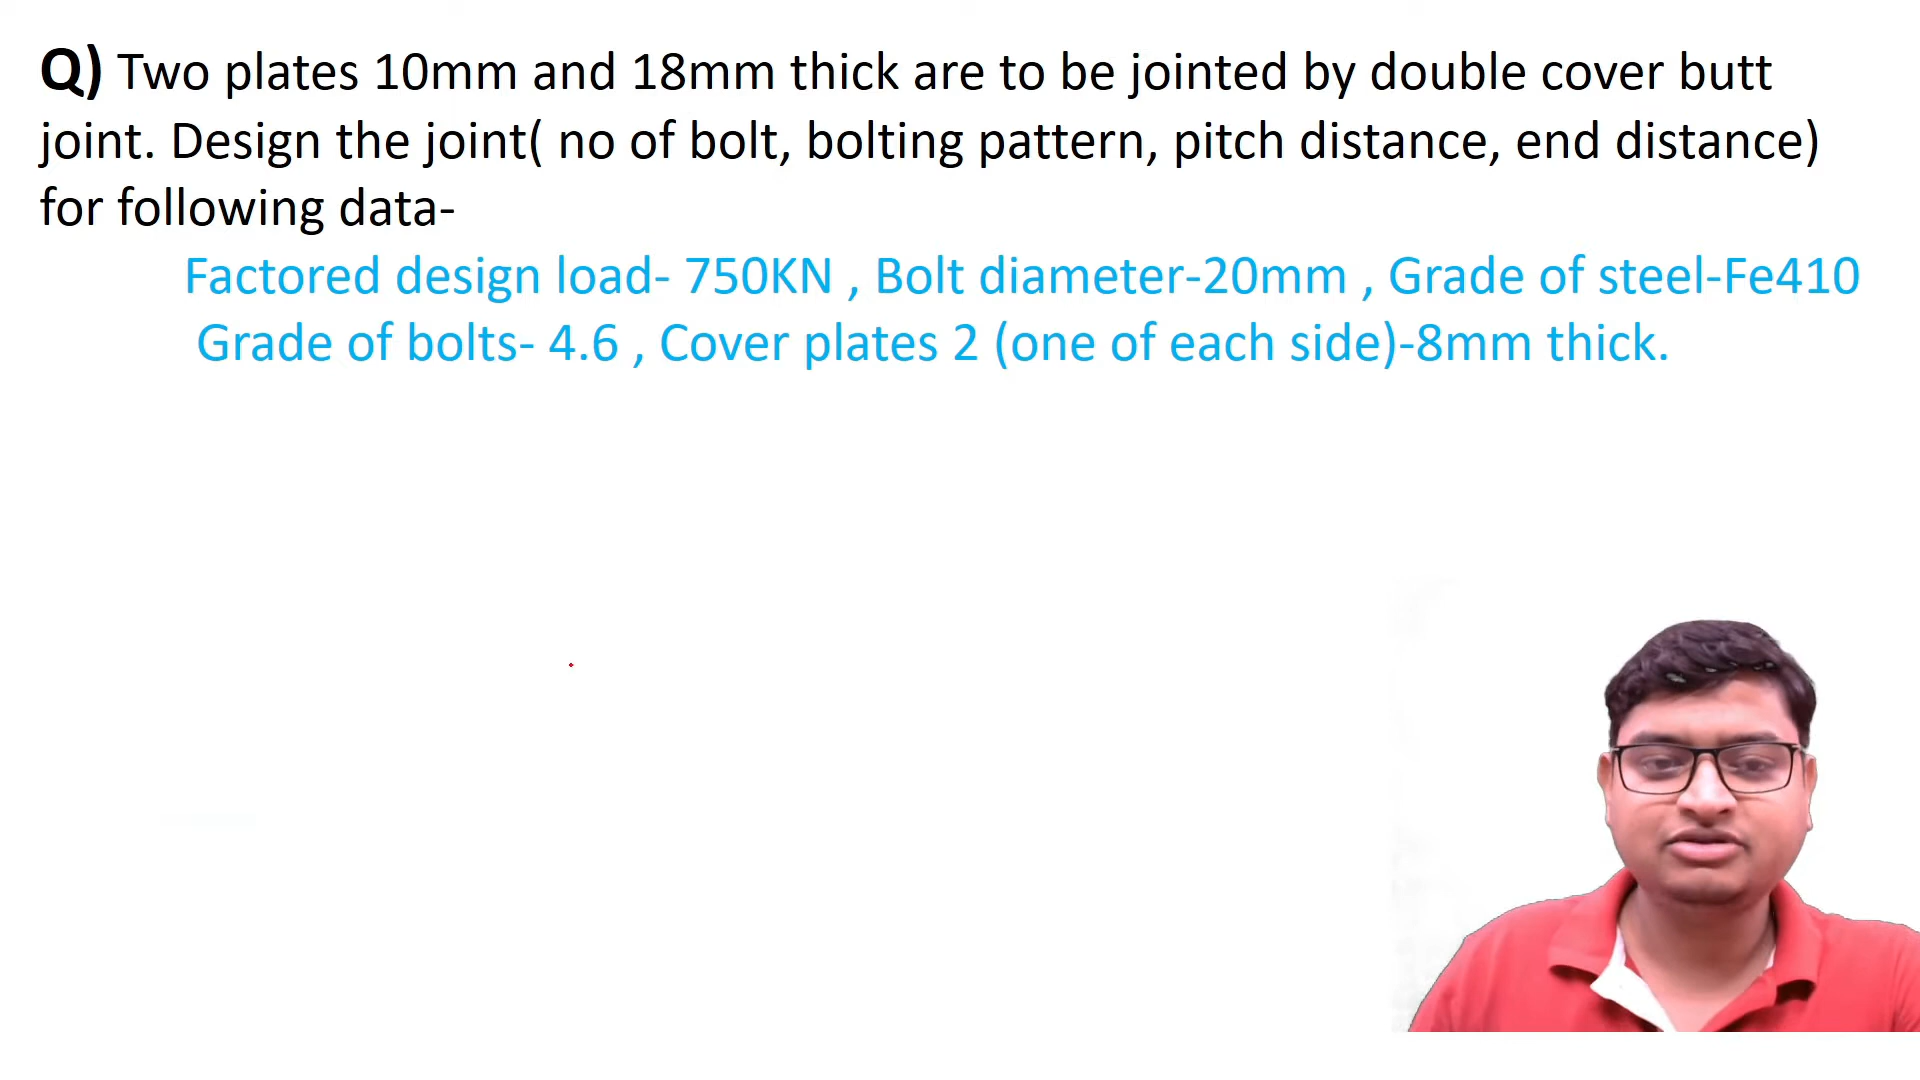 Q) Two plates 10mm and 18mm thick are to be jointed by double cover butt
joint. Design the joint( no of bolt, bolting pattern, pitch distance, end distance)
for following data-
Factored design load- 750KN , Bolt diameter-20mm , Grade of steel-Fe410
Grade of bolts- 4.6 , Cover plates 2 (one of each side)-8mm thick.